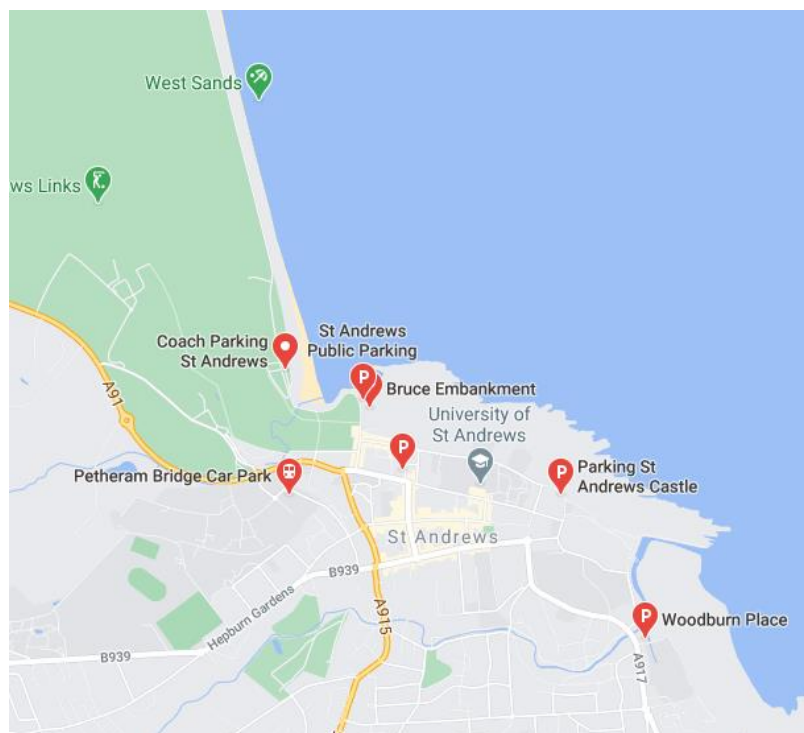 West Sands
ws Links
Coach Parking
St Andrews
St Andrews
Public Parking
Bruce Embankment
A91
University of
St Andrews
P
P
Petheram Bridge Car Park
P
Parking St
Andrews Castle
St Andrews
B939
Hepburn Gardens
A915
P
Woodburn Place
B939
A917